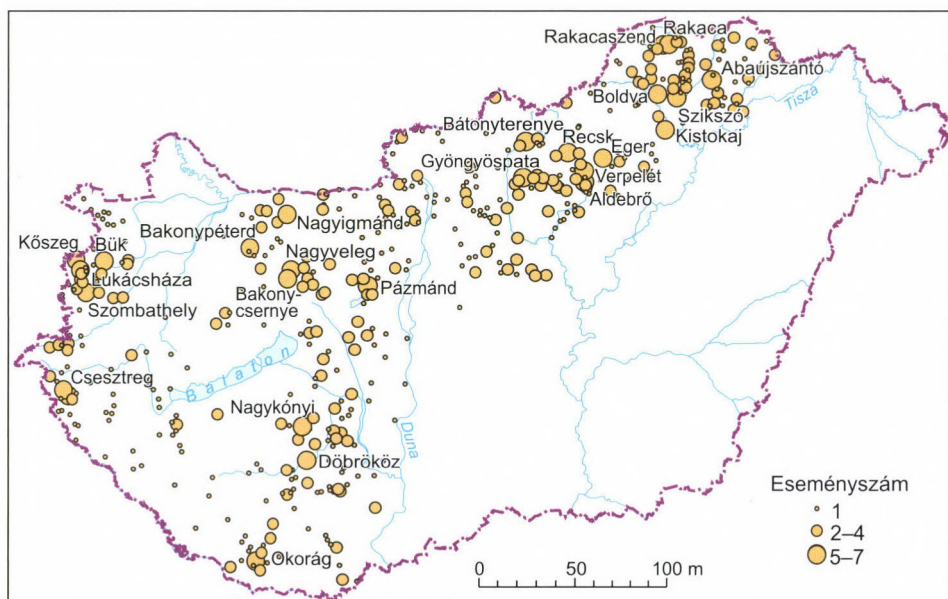 Rakaca
Rakacaszend
Abaújszántó
Boldva
Tisza
Szikszó
Bátonyterenye
Recsk
Kistokaj
Eger
Gyöngyöspata
Verpelét
Aldebrő
Nagyigmánd
Bakonypéterd
Kőszeg
Bük
Nagyveleg
Lukácsháza
Pázmánd
Bakony-
csernye
Szombathely
Balaton
Csesztreg
Nagykónyi
Duna
Döbrököz
Okorág
Eseményszám
1
2–4
5–7
0 50 100 m